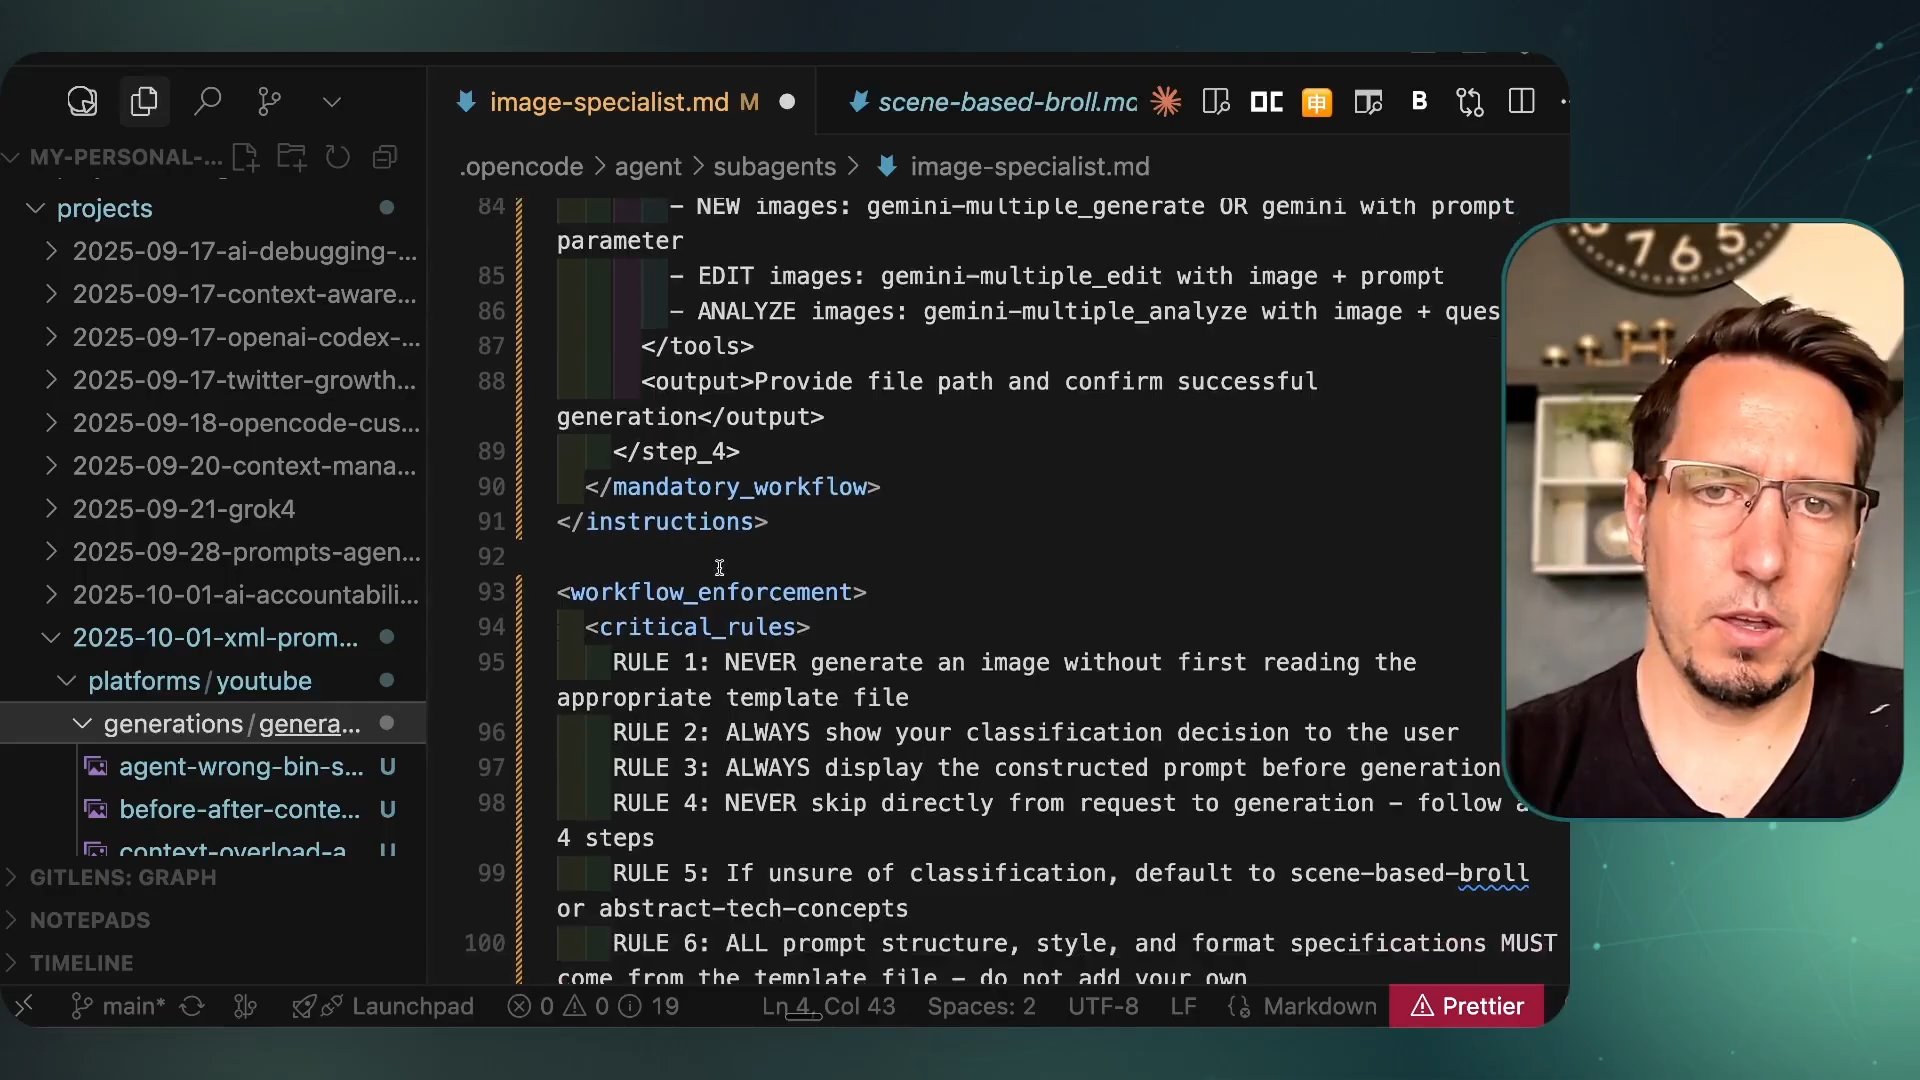 image-specialist.md M
scene-based-broll.mc
B
MY-PERSONAL-...
.opencode > agent > subagents > image-specialist.md
projects
2025-09-17-ai-debugging-...
2025-09-17-context-aware...
2025-09-17-openai-codex-...
2025-09-17-twitter-growth...
2025-09-18-opencode-cus...
2025-09-20-context-mana...
2025-09-21-grok4
2025-09-28-prompts-agen...
2025-10-01-ai-accountabili...
2025-10-01-xml-prom...
platforms/youtube
generations/genera...
agent-wrong-bin-s... U
before-after-conte... U
context-overload-a U
GITLENS: GRAPH
NOTEPADS
TIMELINE
84 - NEW images: gemini-multiple_generate OR gemini with prompt
parameter
85 - EDIT images: gemini-multiple_edit with image + prompt
86 - ANALYZE images: gemini-multiple_analyze with image + ques
87 </tools>
88 <output>Provide file path and confirm successful
generation</output>
89 </step_4>
90 </mandatory_workflow>
91 </instructions>
92
93 <workflow_enforcement>
94 <critical_rules>
95 RULE 1: NEVER generate an image without first reading the
appropriate template file
96 RULE 2: ALWAYS show your classification decision to the user
97 RULE 3: ALWAYS display the constructed prompt before generation
98 RULE 4: NEVER skip directly from request to generation - follow a
4 steps
99 RULE 5: If unsure of classification, default to scene-based-broll
or abstract-tech-concepts
100 RULE 6: ALL prompt structure, style, and format specifications MUST
come from the template file - do not add your own
main* Launchpad 0 0 19 Ln 4, Col 43 Spaces: 2 UTF-8 LF {} Markdown Prettier
7 6 5